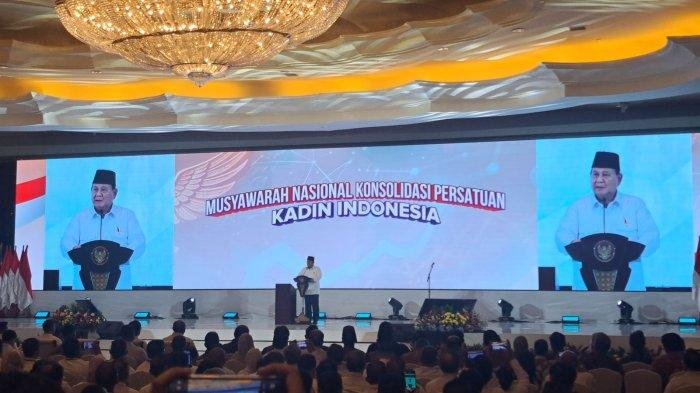 MUSYAWARAH NASIONAL KONSOLIDASI PERSATUAN
KADIN INDONESIA